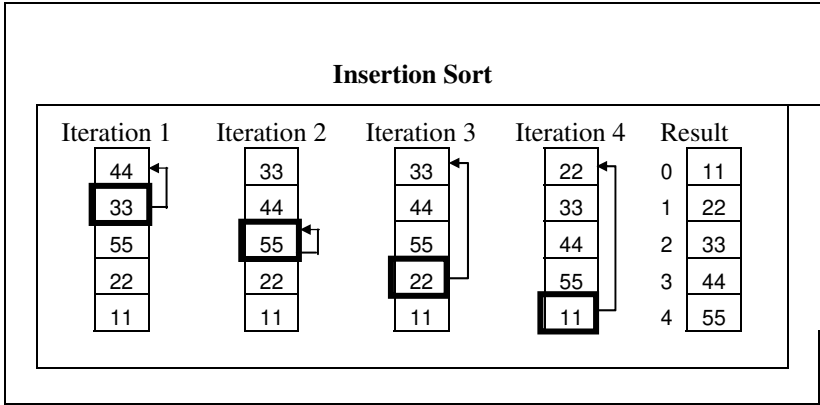 Insertion Sort
Iteration 1 Iteration 2 Iteration 3 Iteration 4 Result
44 33 33 22 0 11
33 44 44 33 1 22
55 55 55 44 2 33
22 22 22 55 3 44
11 11 11 11 4 55